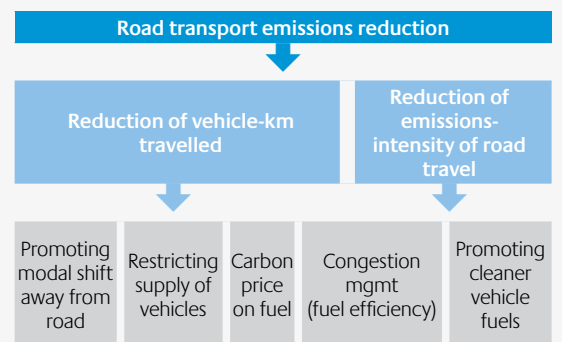 Road transport emissions reduction
Reduction of vehicle-km
travelled
Reduction of
emissions-
intensity of road
travel
Promoting
modal shift
away from
road
Restricting
supply of
vehicles
Carbon
price
on fuel
Congestion
mgmt
(fuel efficiency)
Promoting
cleaner
vehicle
fuels